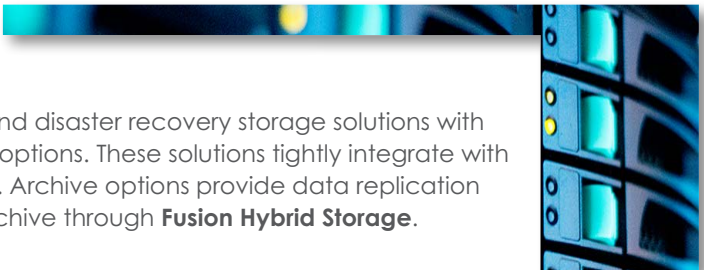 nd disaster recovery storage solutions with
options. These solutions tightly integrate with
. Archive options provide data replication
chive through Fusion Hybrid Storage.